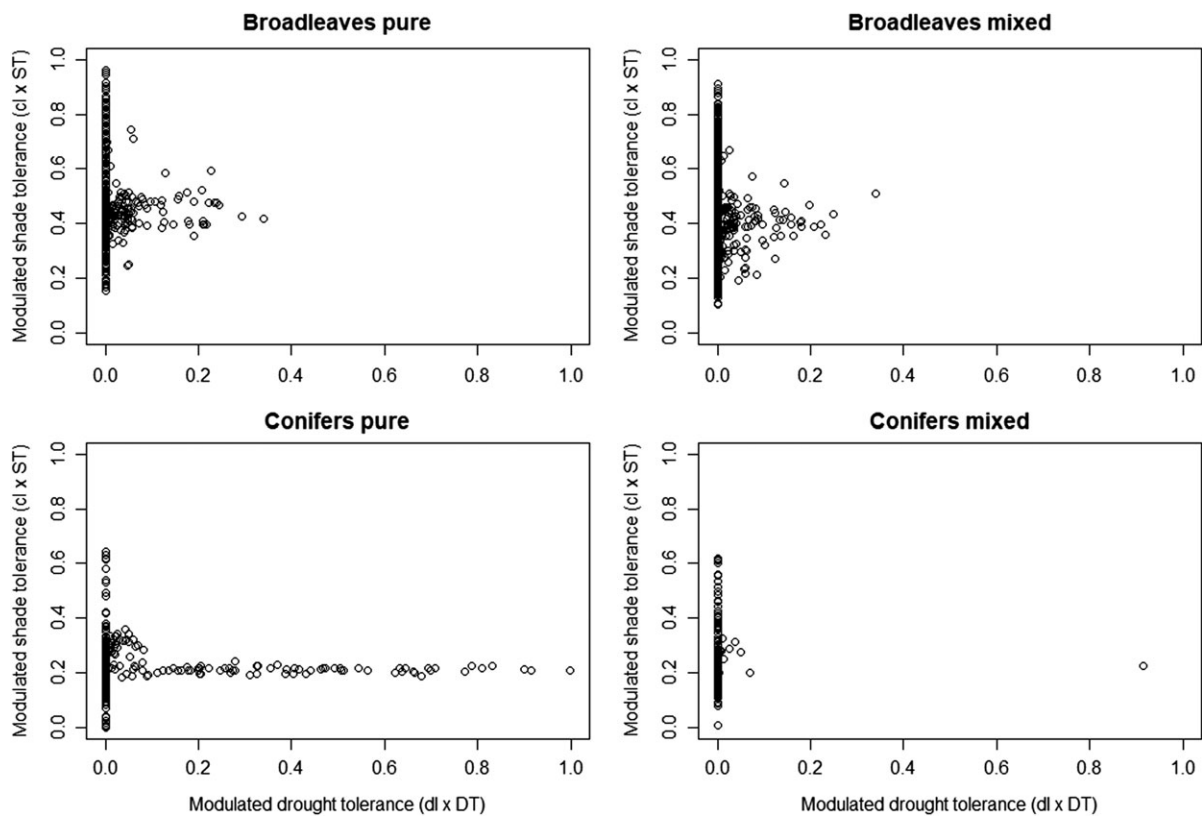 Broadleaves pure
Modulated shade tolerance (cl x ST)
1.0
0.8
0.6
0.4
0.2
0.0
0.0 0.2 0.4 0.6 0.8 1.0
Broadleaves mixed
Modulated shade tolerance (cl x ST)
1.0
0.8
0.6
0.4
0.2
0.0
0.0 0.2 0.4 0.6 0.8 1.0
Conifers pure
Modulated shade tolerance (cl x ST)
1.0
0.8
0.6
0.4
0.2
0.0
0.0 0.2 0.4 0.6 0.8 1.0
Modulated drought tolerance (dl x DT)
Conifers mixed
Modulated shade tolerance (cl x ST)
1.0
0.8
0.6
0.4
0.2
0.0
0.0 0.2 0.4 0.6 0.8 1.0
Modulated drought tolerance (dl x DT)